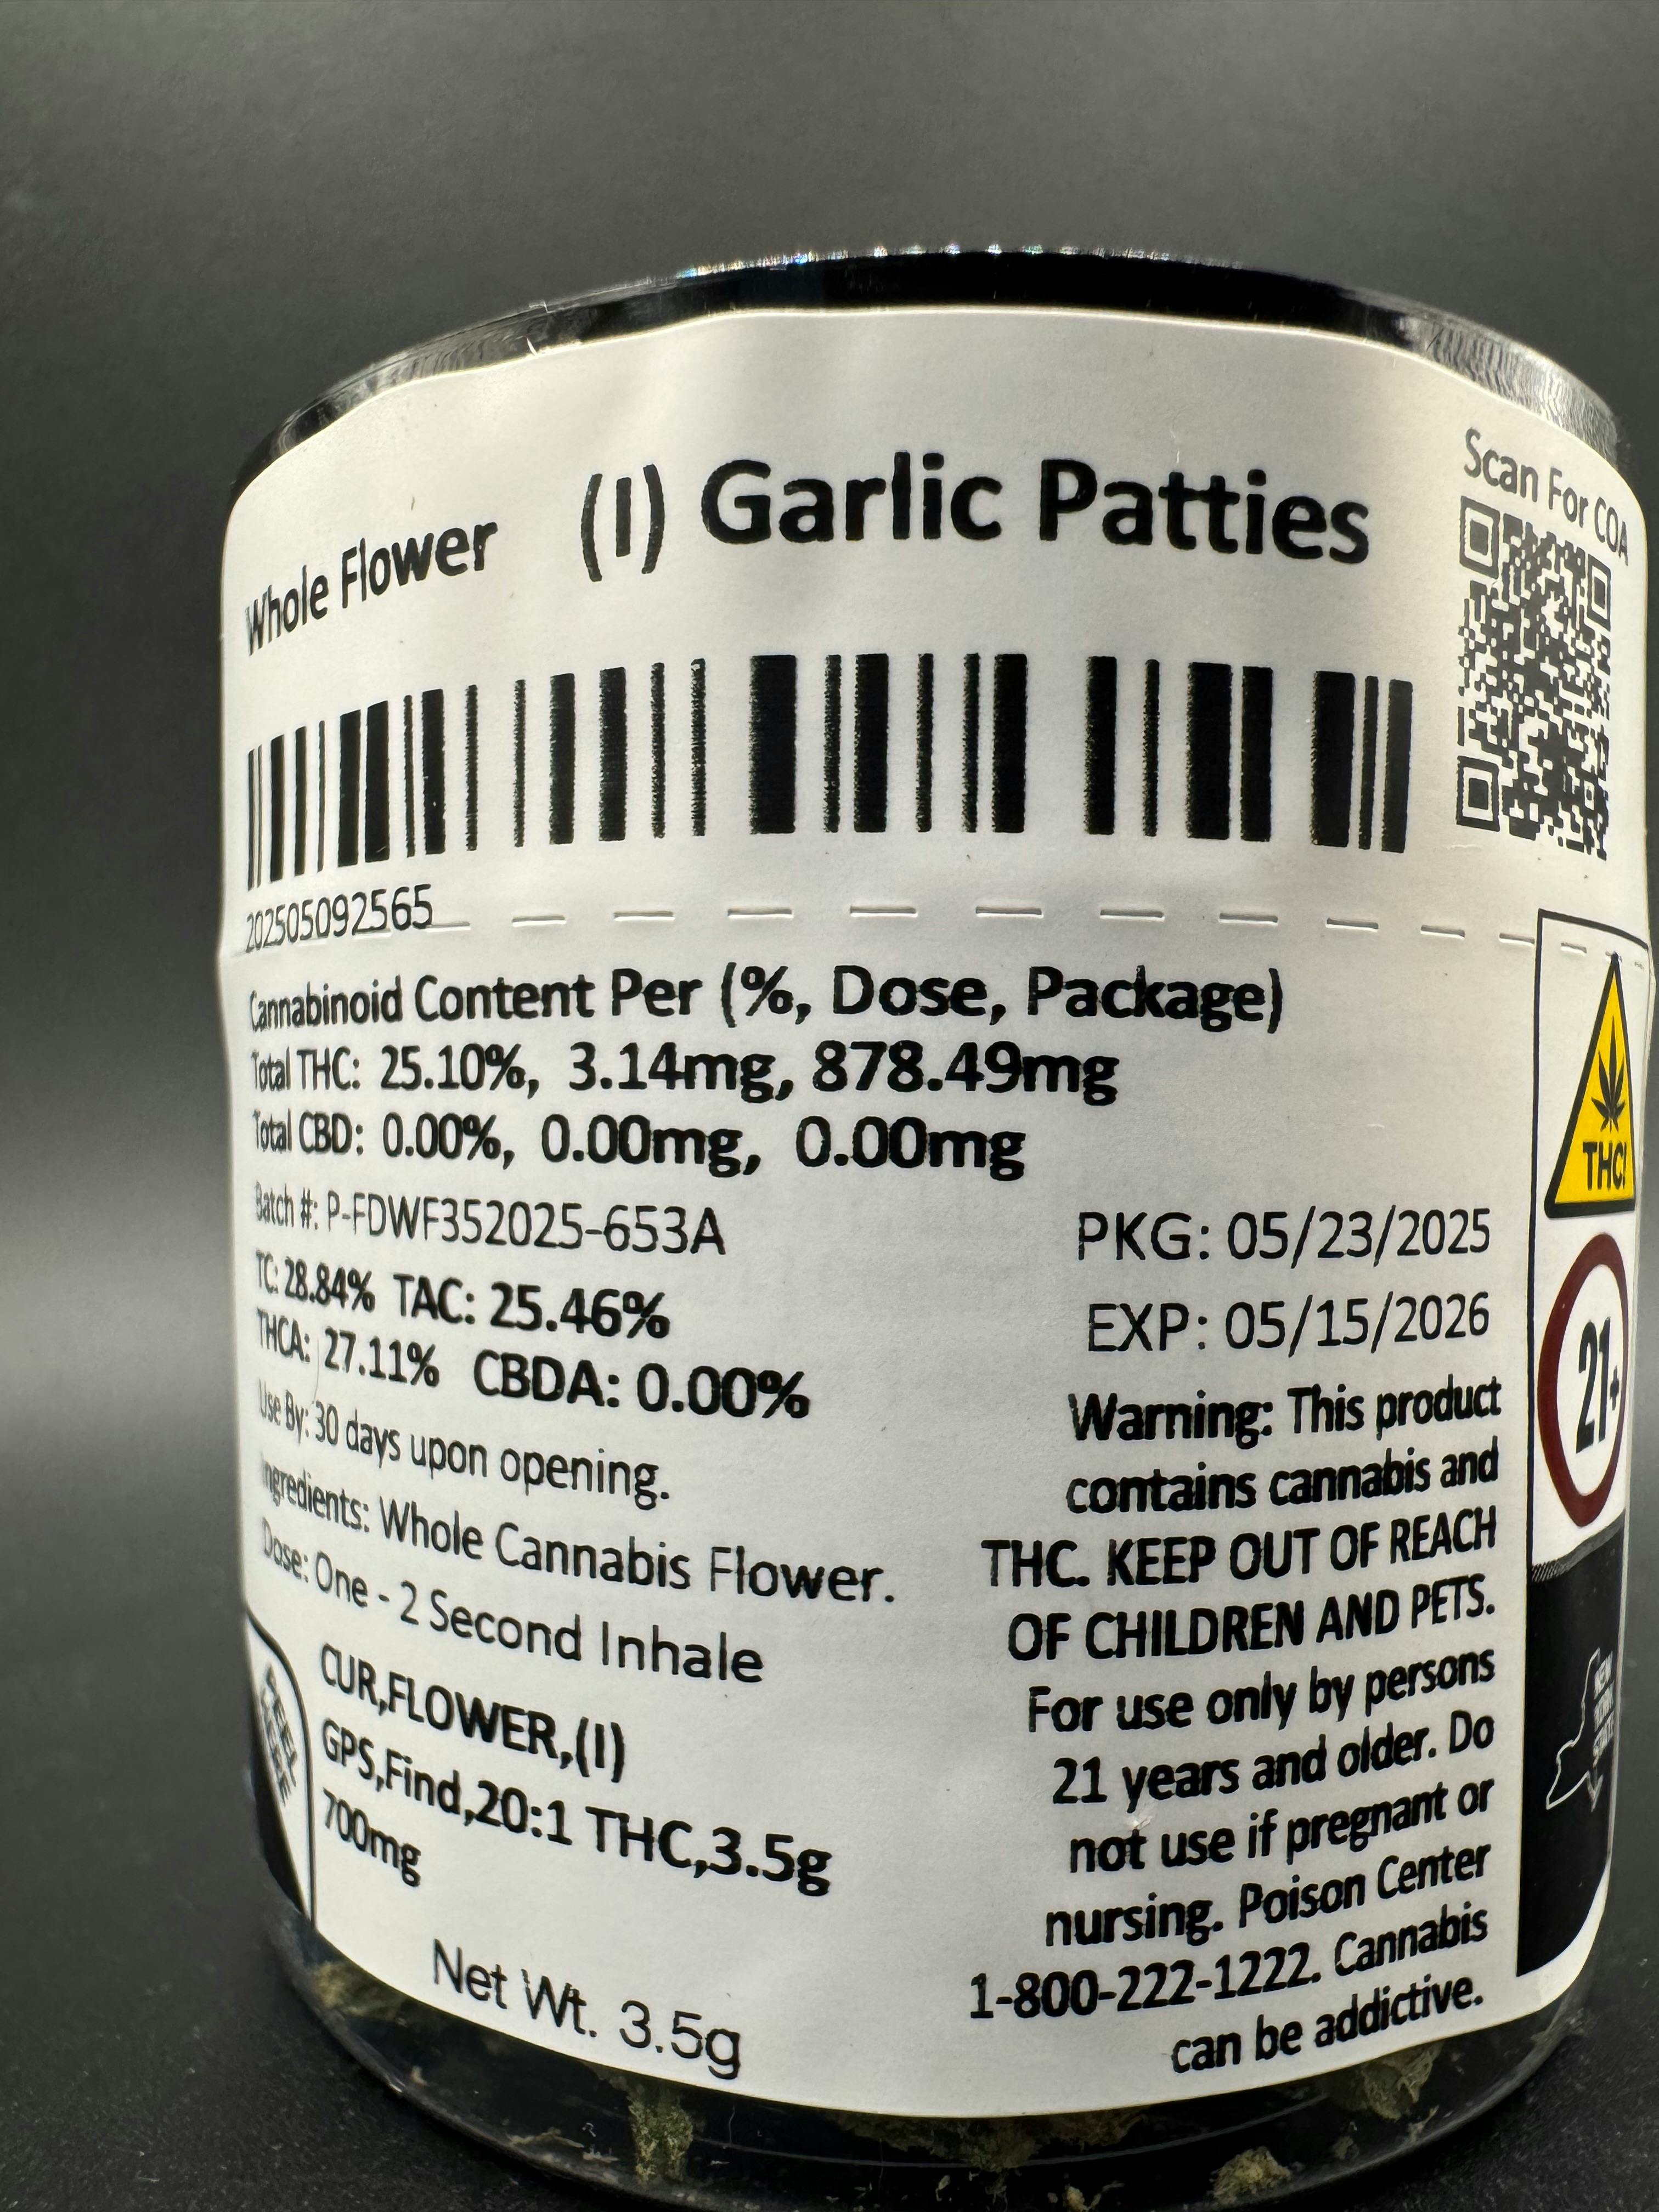 Scan For COA
Whole Flower (I) Garlic Patties
202505092565
Cannabinoid Content Per (%, Dose, Package)
Total THC: 25.10%, 3.14mg, 878.49mg
Total CBD: 0.00%, 0.00mg, 0.00mg
Batch #: P-FDWF352025-653A
TC: 28.84% TAC: 25.46%
THCA: 27.11% CBDA: 0.00%
Use By: 30 days upon opening.
Ingredients: Whole Cannabis Flower.
Dose: One - 2 Second Inhale
CUR,FLOWER,(I)
GPS,Find,20:1 THC,3.5g
700mg
Net Wt. 3.5g
PEEL
HERE
PKG: 05/23/2025
EXP: 05/15/2026
Warning: This product
contains cannabis and
THC. KEEP OUT OF REACH
OF CHILDREN AND PETS.
For use only by persons
21 years and older. Do
not use if pregnant or
nursing. Poison Center
1-800-222-1222. Cannabis
can be addictive.
THC!
21+
NEW
YORK
STATE